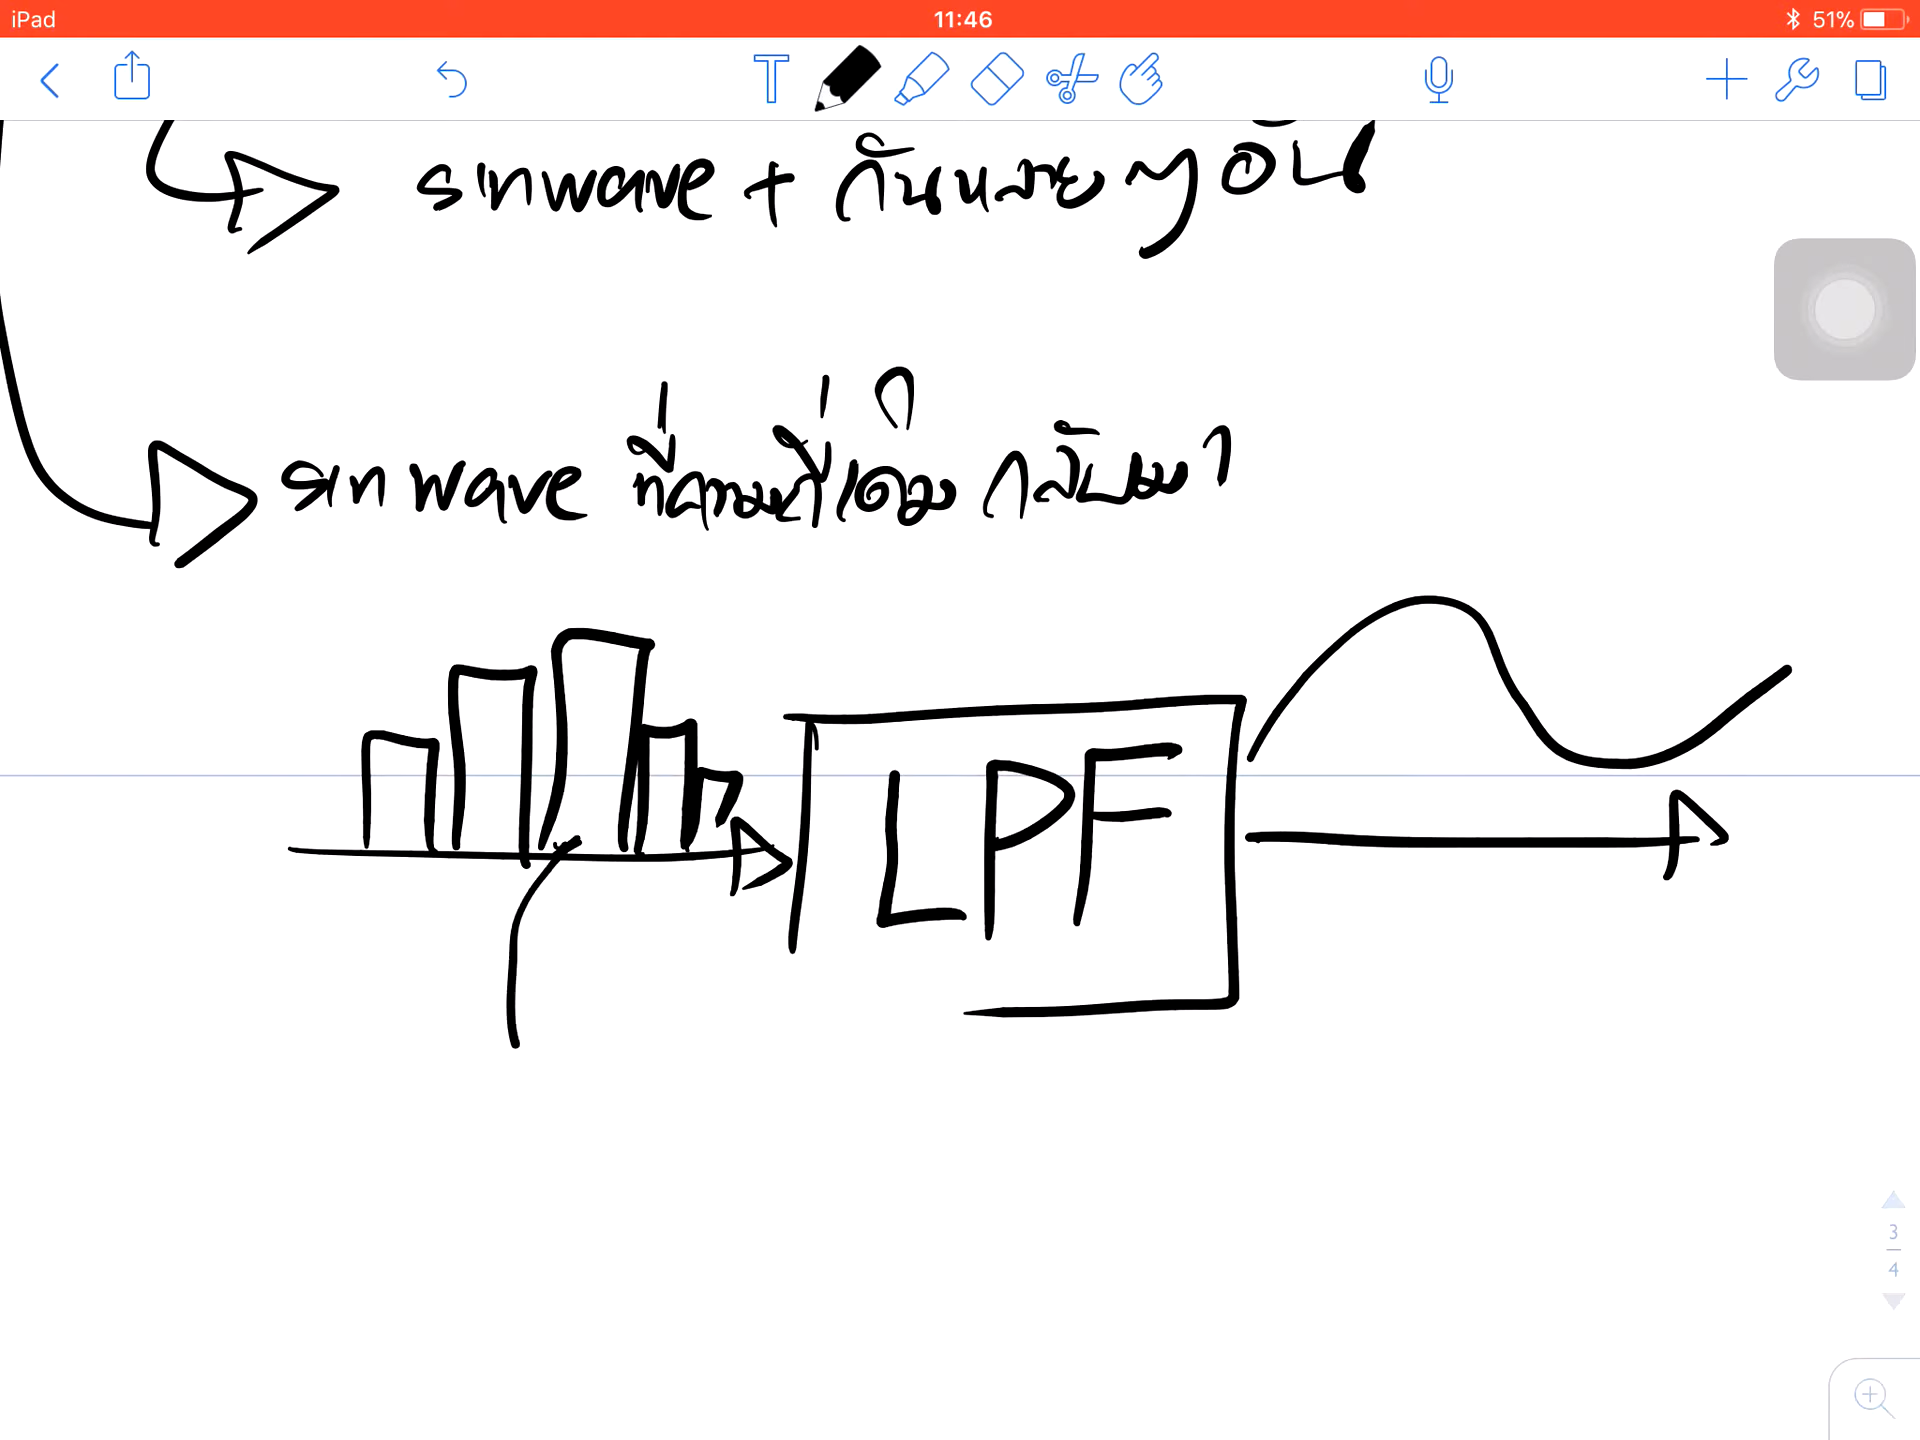 iPad 11:46 51%
T
sinwave + กันหลายๆ อัน
sinwave ที่ความถี่เดิม กลับมา
LPF
3
4